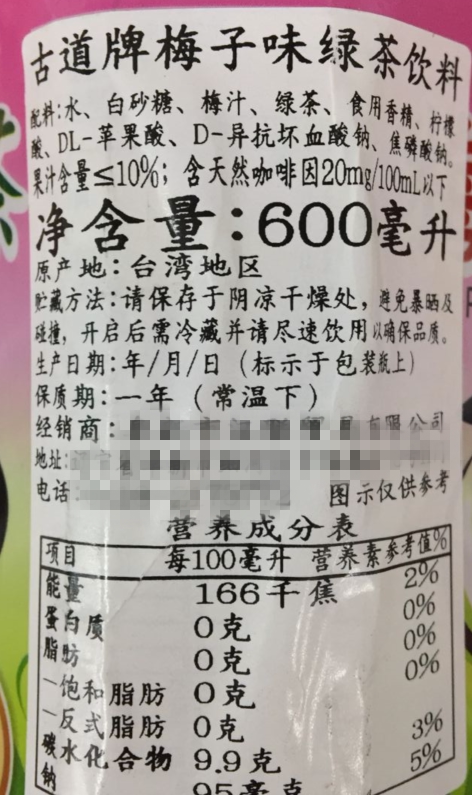 古道牌梅子味绿茶饮料
配料:水、白砂糖、梅汁、绿茶、食用香精、柠檬
酸、DL-苹果酸、D-异抗坏血酸钠、焦磷酸钠。
果汁含量≤10%; 含天然咖啡因20mg/100mL以下
净含量:600毫升
原产地:台湾地区
贮藏方法:请保存于阴凉干燥处,避免暴晒及
碰撞,开启后需冷藏并请尽速饮用以确保品质。
生产日期:年/月/日(标示于包装瓶上)
保质期:一年(常温下)
经销商: 有限公司
地址:
电话: 图示仅供参考
营养成分表
项目 每100毫升 营养素参考值%
能量 166千焦 2%
蛋白质 0克 0%
脂肪 0克 0%
—饱和脂肪 0克 0%
—反式脂肪 0克
碳水化合物 9.9克 3%
钠 95毫克 5%